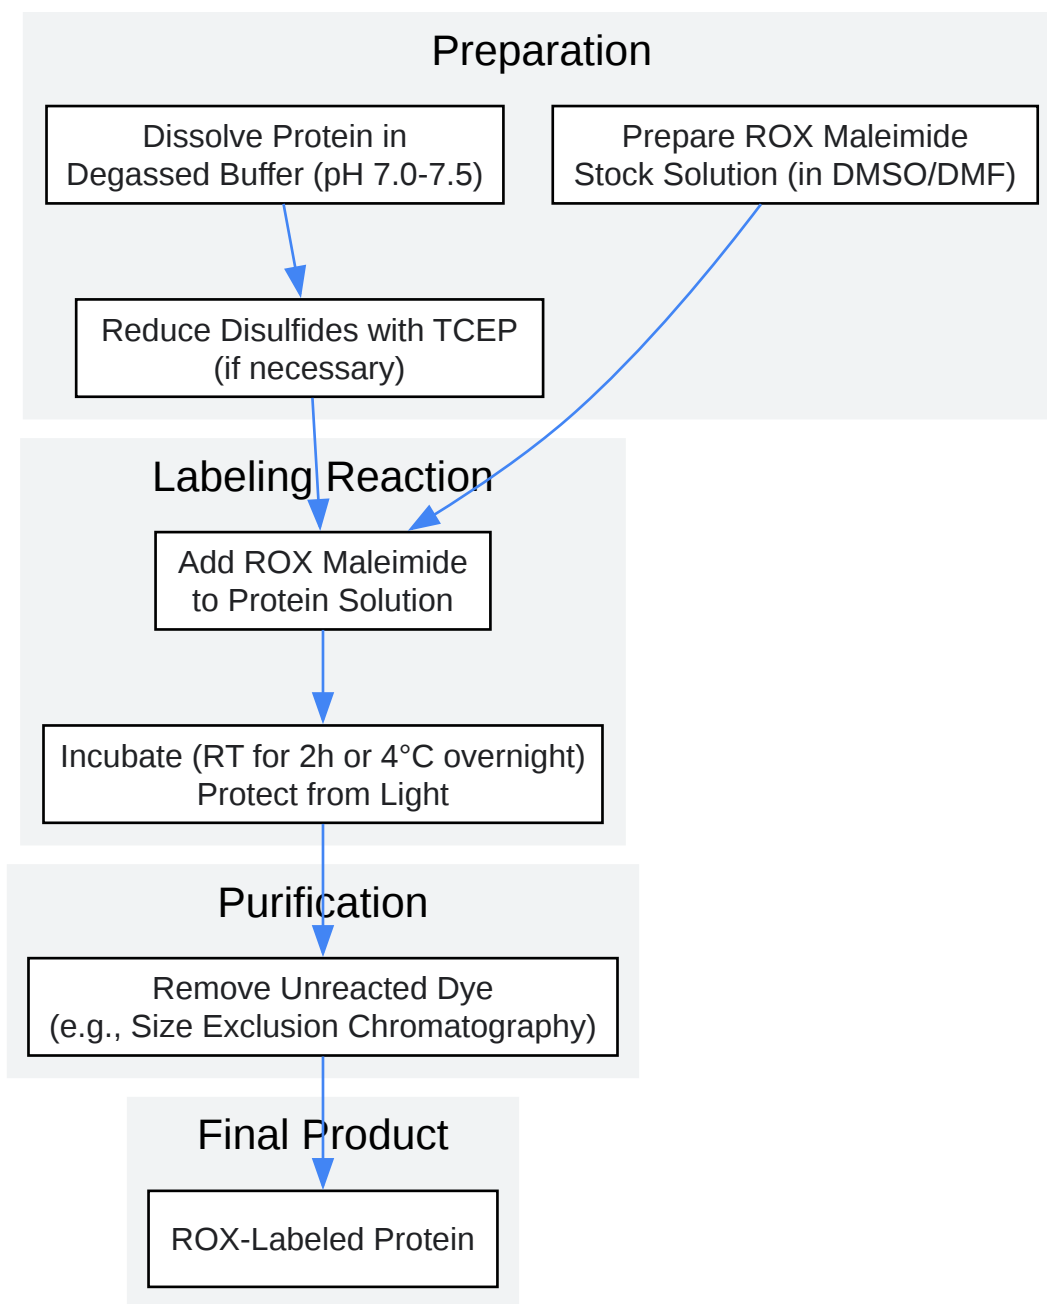 Preparation
Dissolve Protein in
Degassed Buffer (pH 7.0-7.5)
Prepare ROX Maleimide
Stock Solution (in DMSO/DMF)
Reduce Disulfides with TCEP
(if necessary)
Labeling Reaction
Add ROX Maleimide
to Protein Solution
Incubate (RT for 2h or 4°C overnight)
Protect from Light
Purification
Remove Unreacted Dye
(e.g., Size Exclusion Chromatography)
Final Product
ROX-Labeled Protein